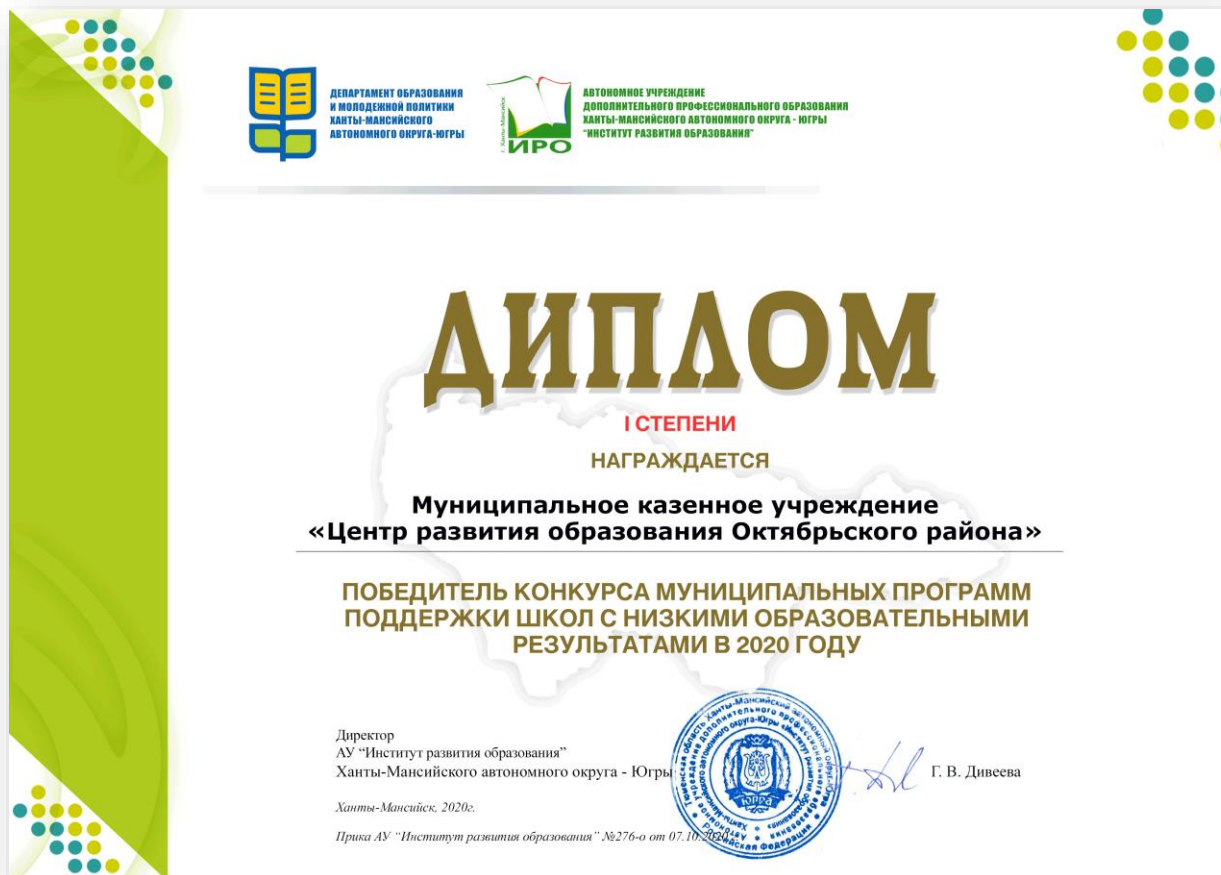 ДЕПАРТАМЕНТ ОБРАЗОВАНИЯ
И МОЛОДЕЖНОЙ ПОЛИТИКИ
ХАНТЫ-МАНСИЙСКОГО
АВТОНОМНОГО ОКРУГА-ЮГРЫ
г. Ханты-Мансийск
ИРО
АВТОНОМНОЕ УЧРЕЖДЕНИЕ
ДОПОЛНИТЕЛЬНОГО ПРОФЕССИОНАЛЬНОГО ОБРАЗОВАНИЯ
ХАНТЫ-МАНСИЙСКОГО АВТОНОМНОГО ОКРУГА - ЮГРЫ
"ИНСТИТУТ РАЗВИТИЯ ОБРАЗОВАНИЯ"
ДИПЛОМ
I СТЕПЕНИ
НАГРАЖДАЕТСЯ
Муниципальное казенное учреждение
«Центр развития образования Октябрьского района»
ПОБЕДИТЕЛЬ КОНКУРСА МУНИЦИПАЛЬНЫХ ПРОГРАММ
ПОДДЕРЖКИ ШКОЛ С НИЗКИМИ ОБРАЗОВАТЕЛЬНЫМИ
РЕЗУЛЬТАТАМИ В 2020 ГОДУ
Директор
АУ "Институт развития образования"
Ханты-Мансийского автономного округа - Югры
Г. В. Дивеева
Ханты-Мансийск, 2020г.
Прика АУ "Институт развития образования" №276-о от 07.10.2020
ЮГРА